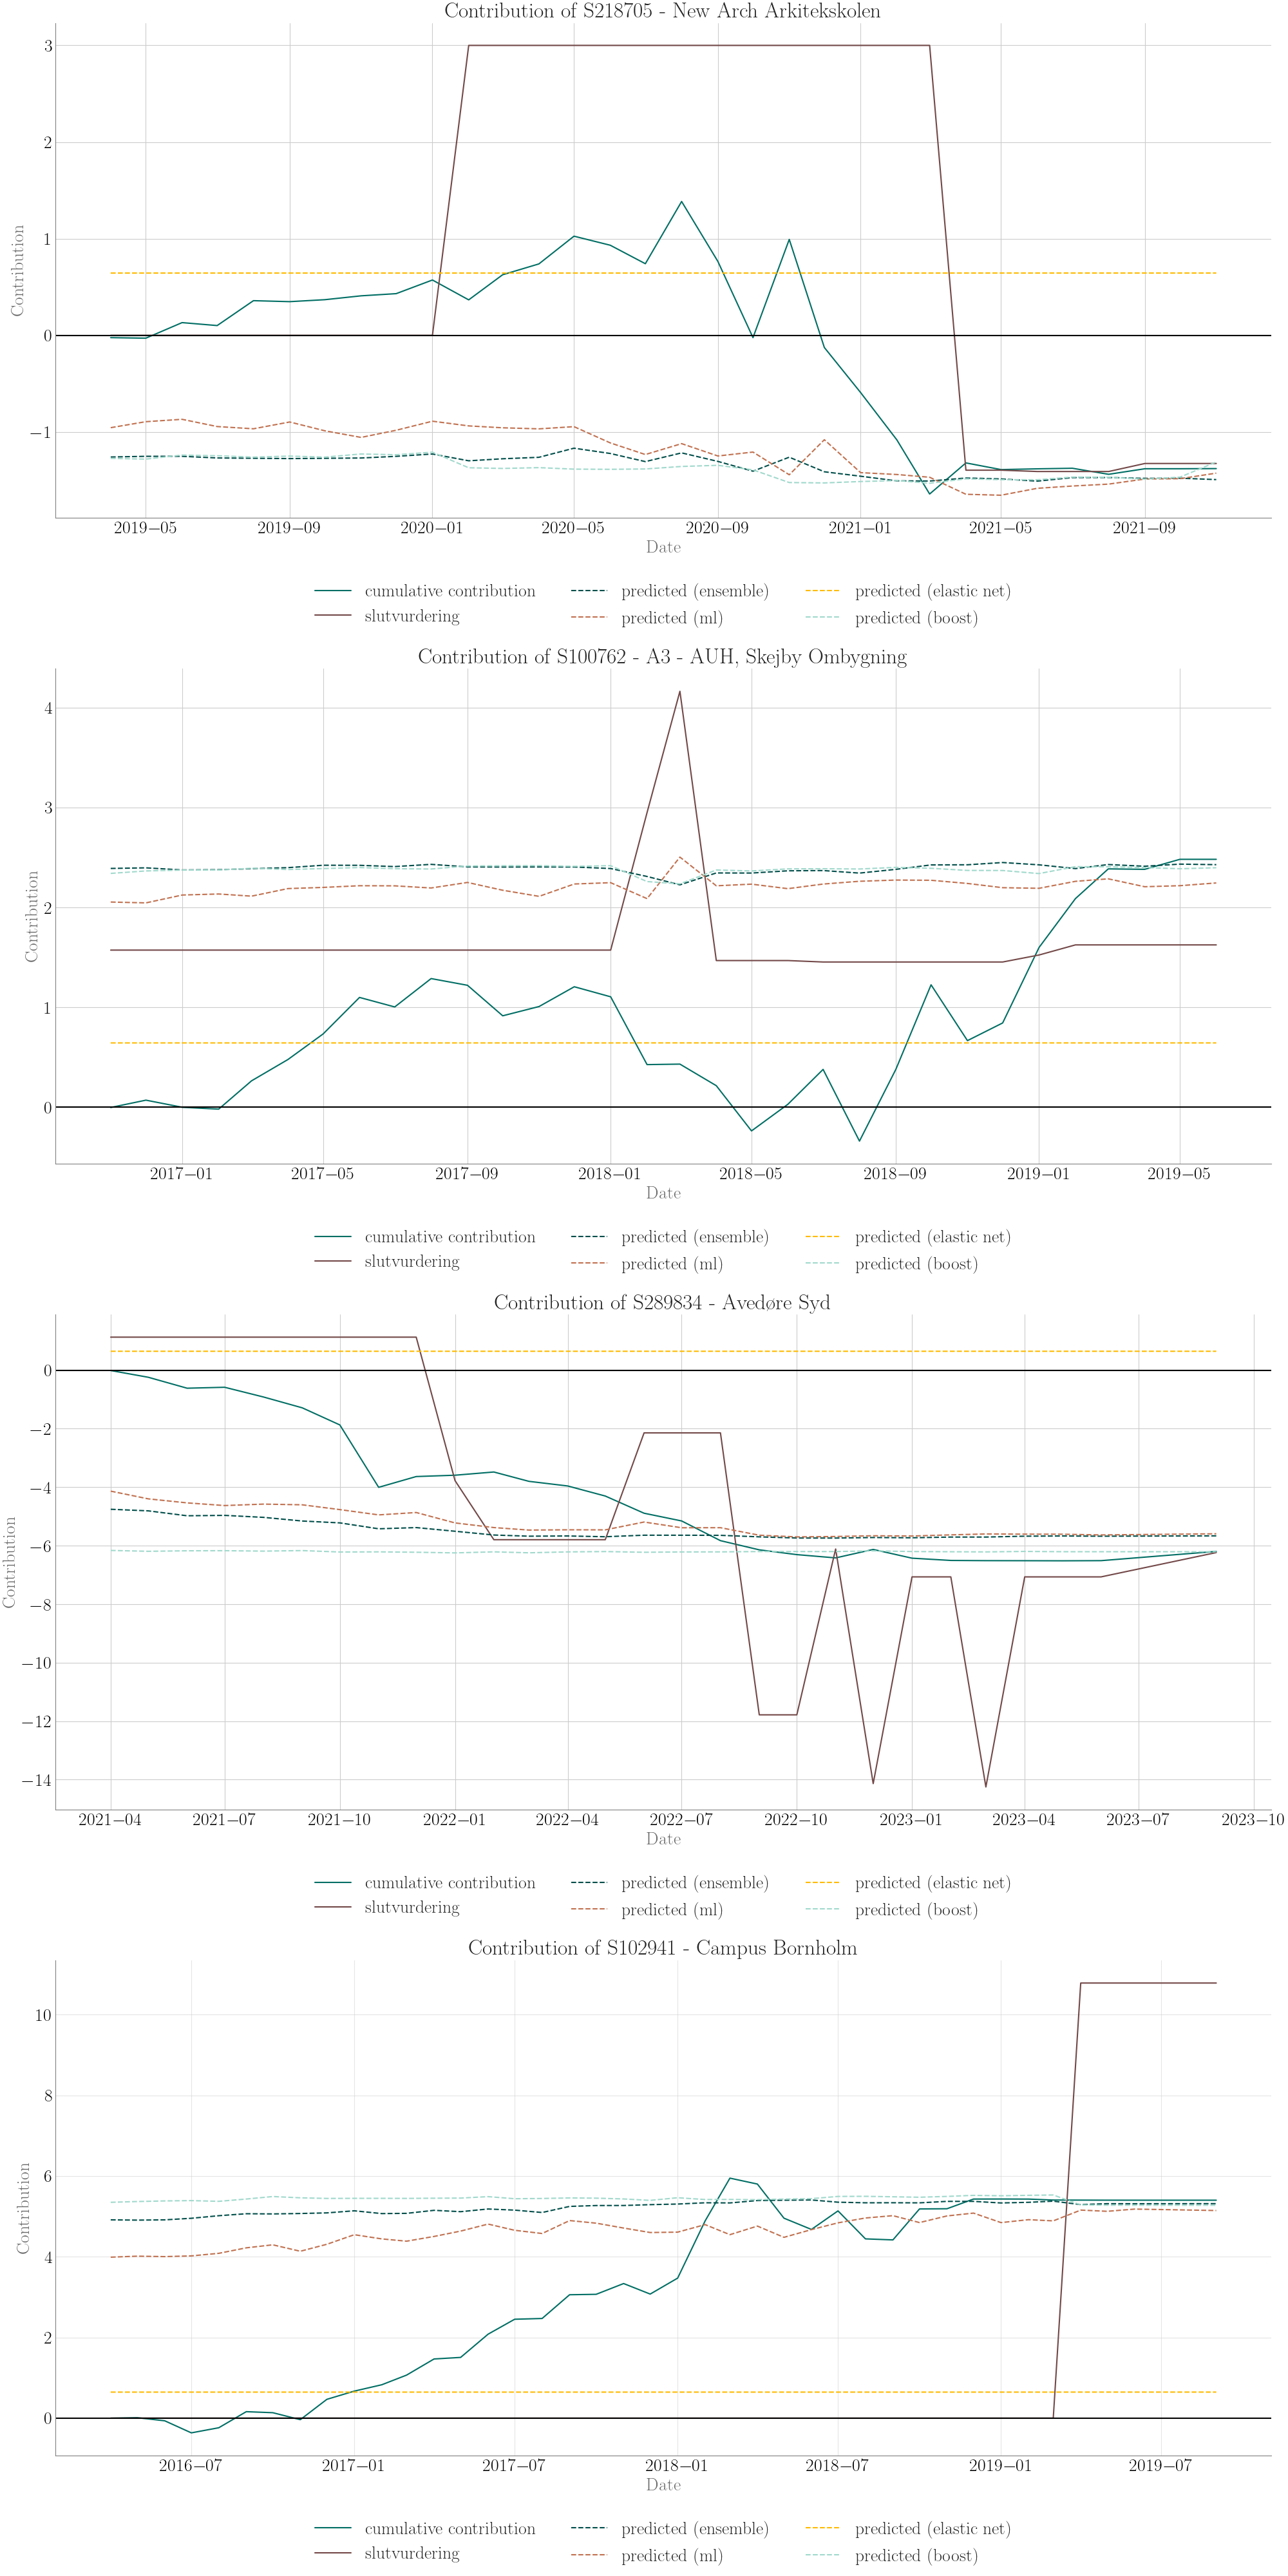 Contribution of S218705 - New Arch Arkitekskolen
3
2
1
0
−1
Contribution
2019−05 2019−09 2020−01 2020−05 2020−09 2021−01 2021−05 2021−09
Date
cumulative contribution predicted (ensemble) predicted (elastic net)
slutvurdering predicted (ml) predicted (boost)
Contribution of S100762 - A3 - AUH, Skejby Ombygning
4
3
2
1
0
Contribution
2017−01 2017−05 2017−09 2018−01 2018−05 2018−09 2019−01 2019−05
Date
cumulative contribution predicted (ensemble) predicted (elastic net)
slutvurdering predicted (ml) predicted (boost)
Contribution of S289834 - Avedøre Syd
0
−2
−4
−6
−8
−10
−12
−14
Contribution
2021−04 2021−07 2021−10 2022−01 2022−04 2022−07 2022−10 2023−01 2023−04 2023−07 2023−10
Date
cumulative contribution predicted (ensemble) predicted (elastic net)
slutvurdering predicted (ml) predicted (boost)
Contribution of S102941 - Campus Bornholm
10
8
6
4
2
0
Contribution
2016−07 2017−01 2017−07 2018−01 2018−07 2019−01 2019−07
Date
cumulative contribution predicted (ensemble) predicted (elastic net)
slutvurdering predicted (ml) predicted (boost)